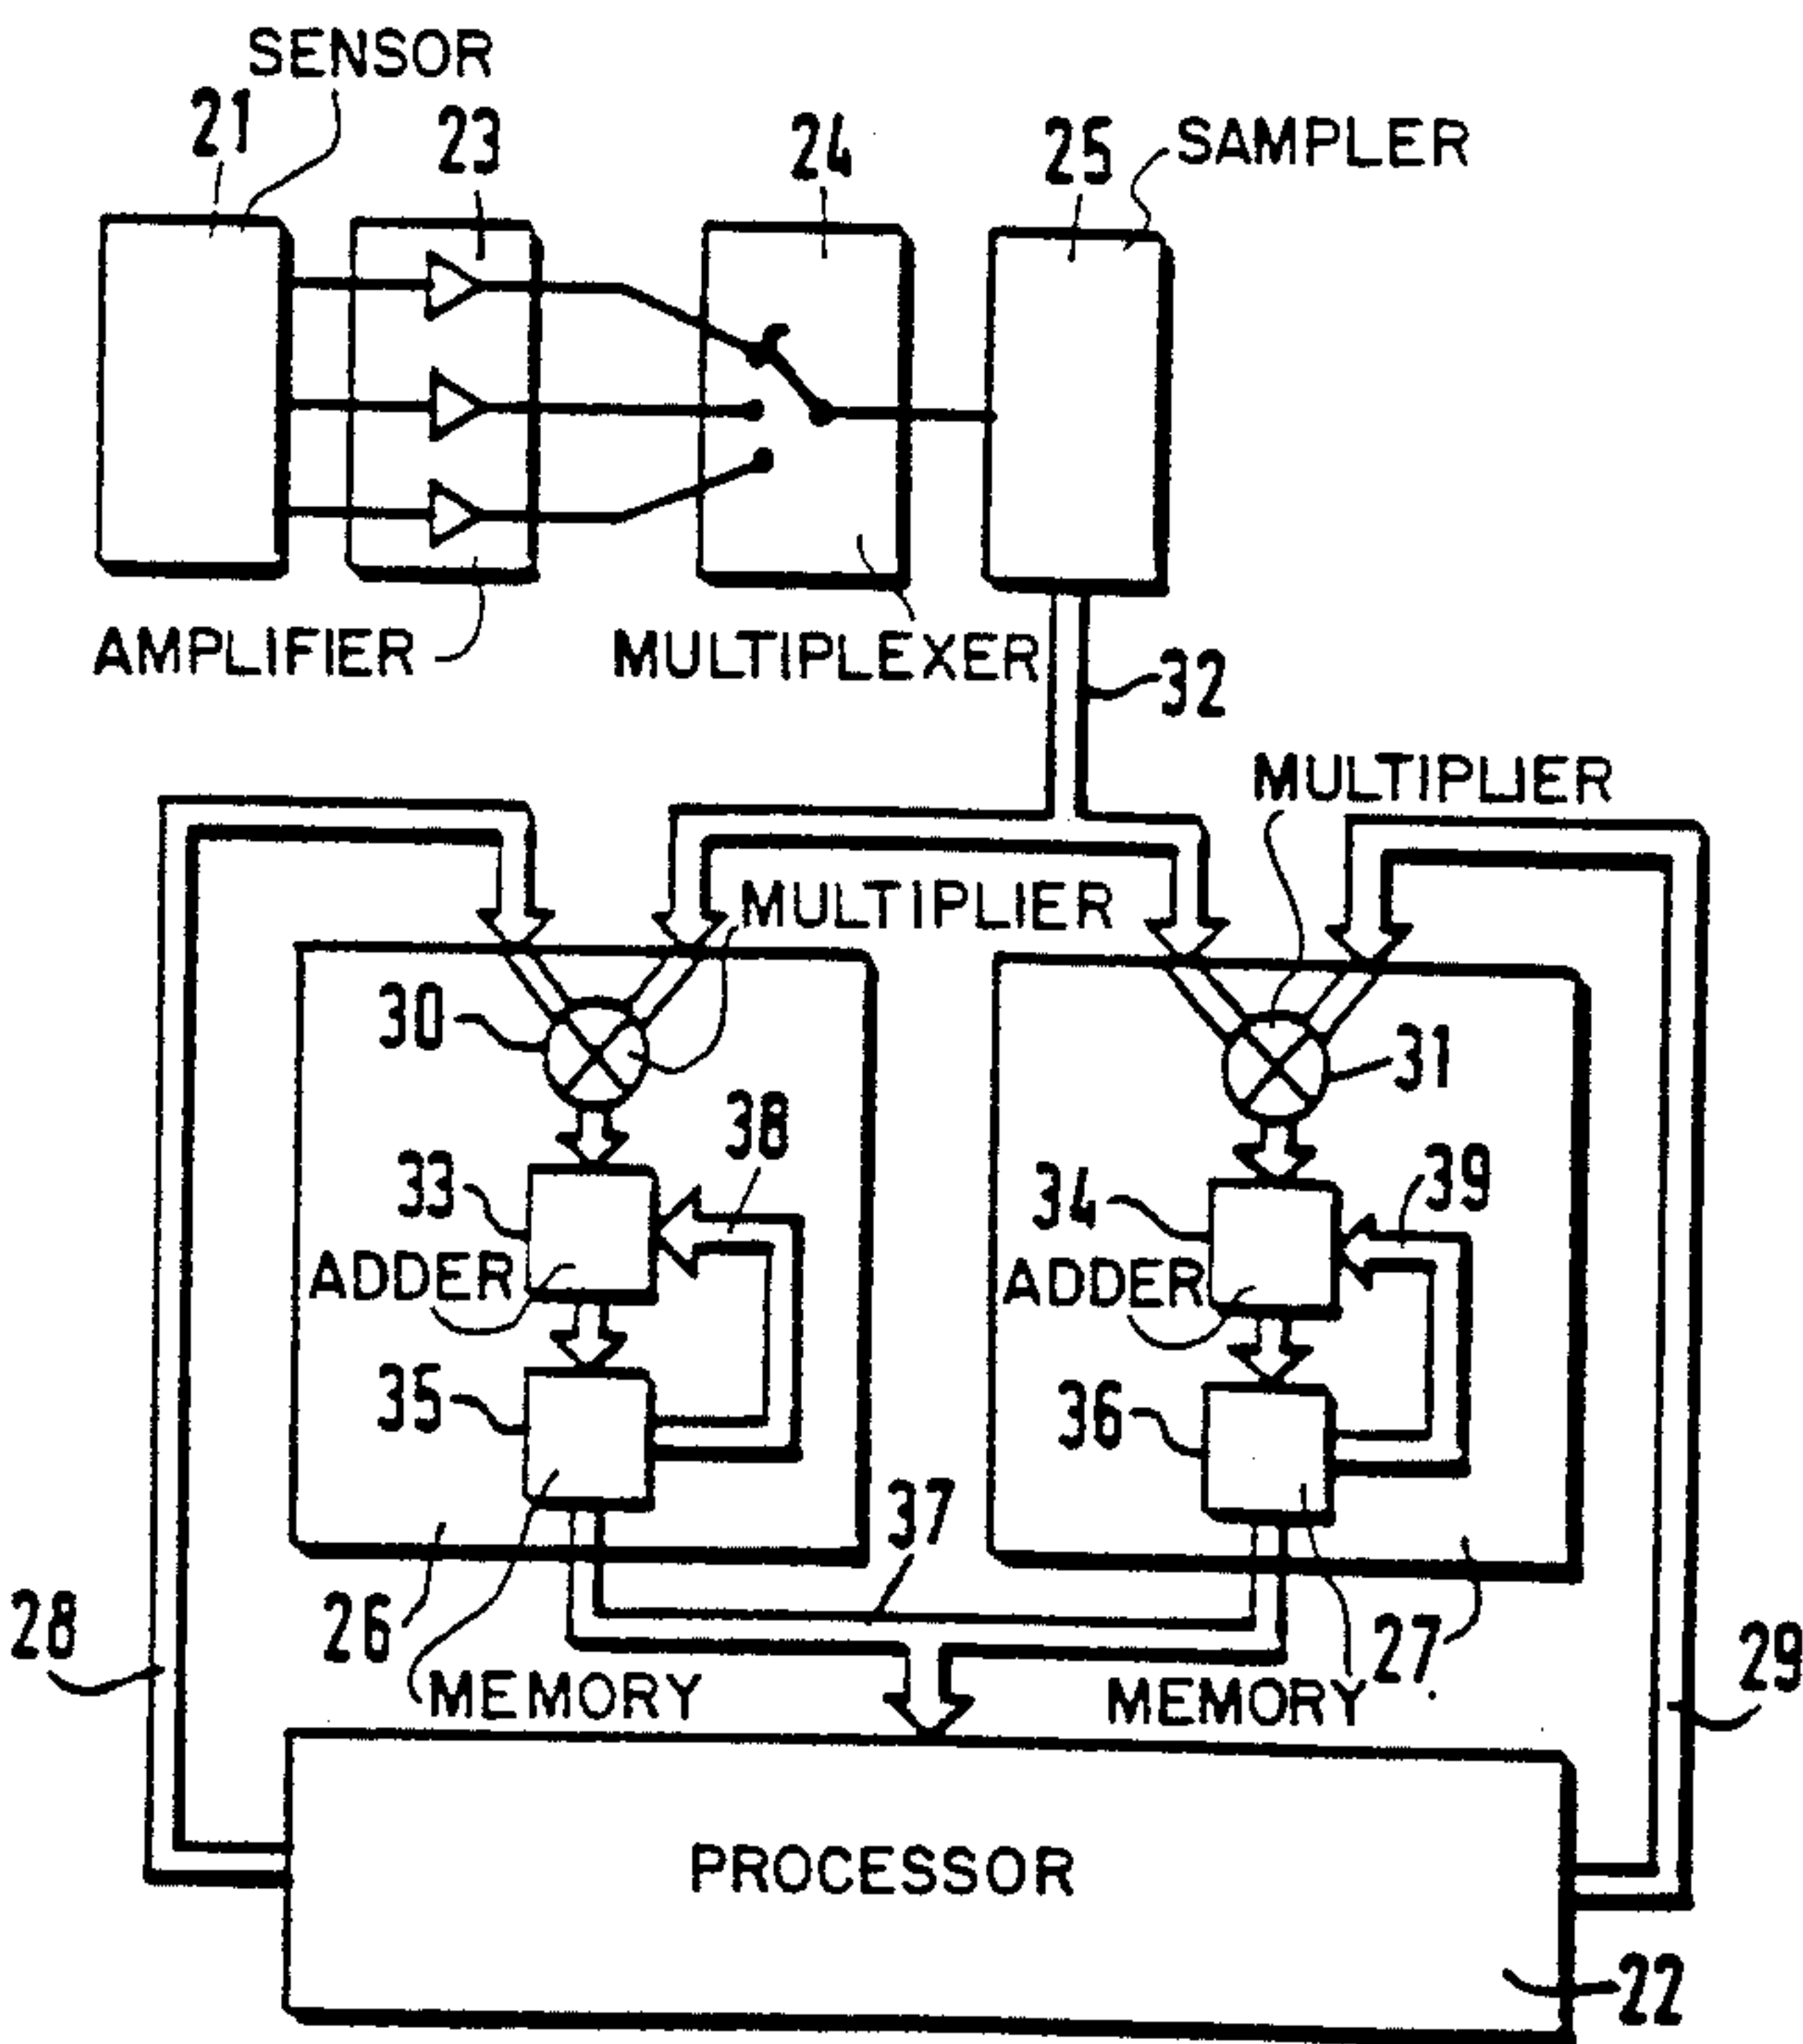 SENSOR
21
23
24
25
SAMPLER
AMPLIFIER
MULTIPLEXER
32
MULTIPLIER
MULTIPLIER
30
31
38
33
34
39
ADDER
ADDER
35
36
37
28
26
27
29
MEMORY
MEMORY
PROCESSOR
22